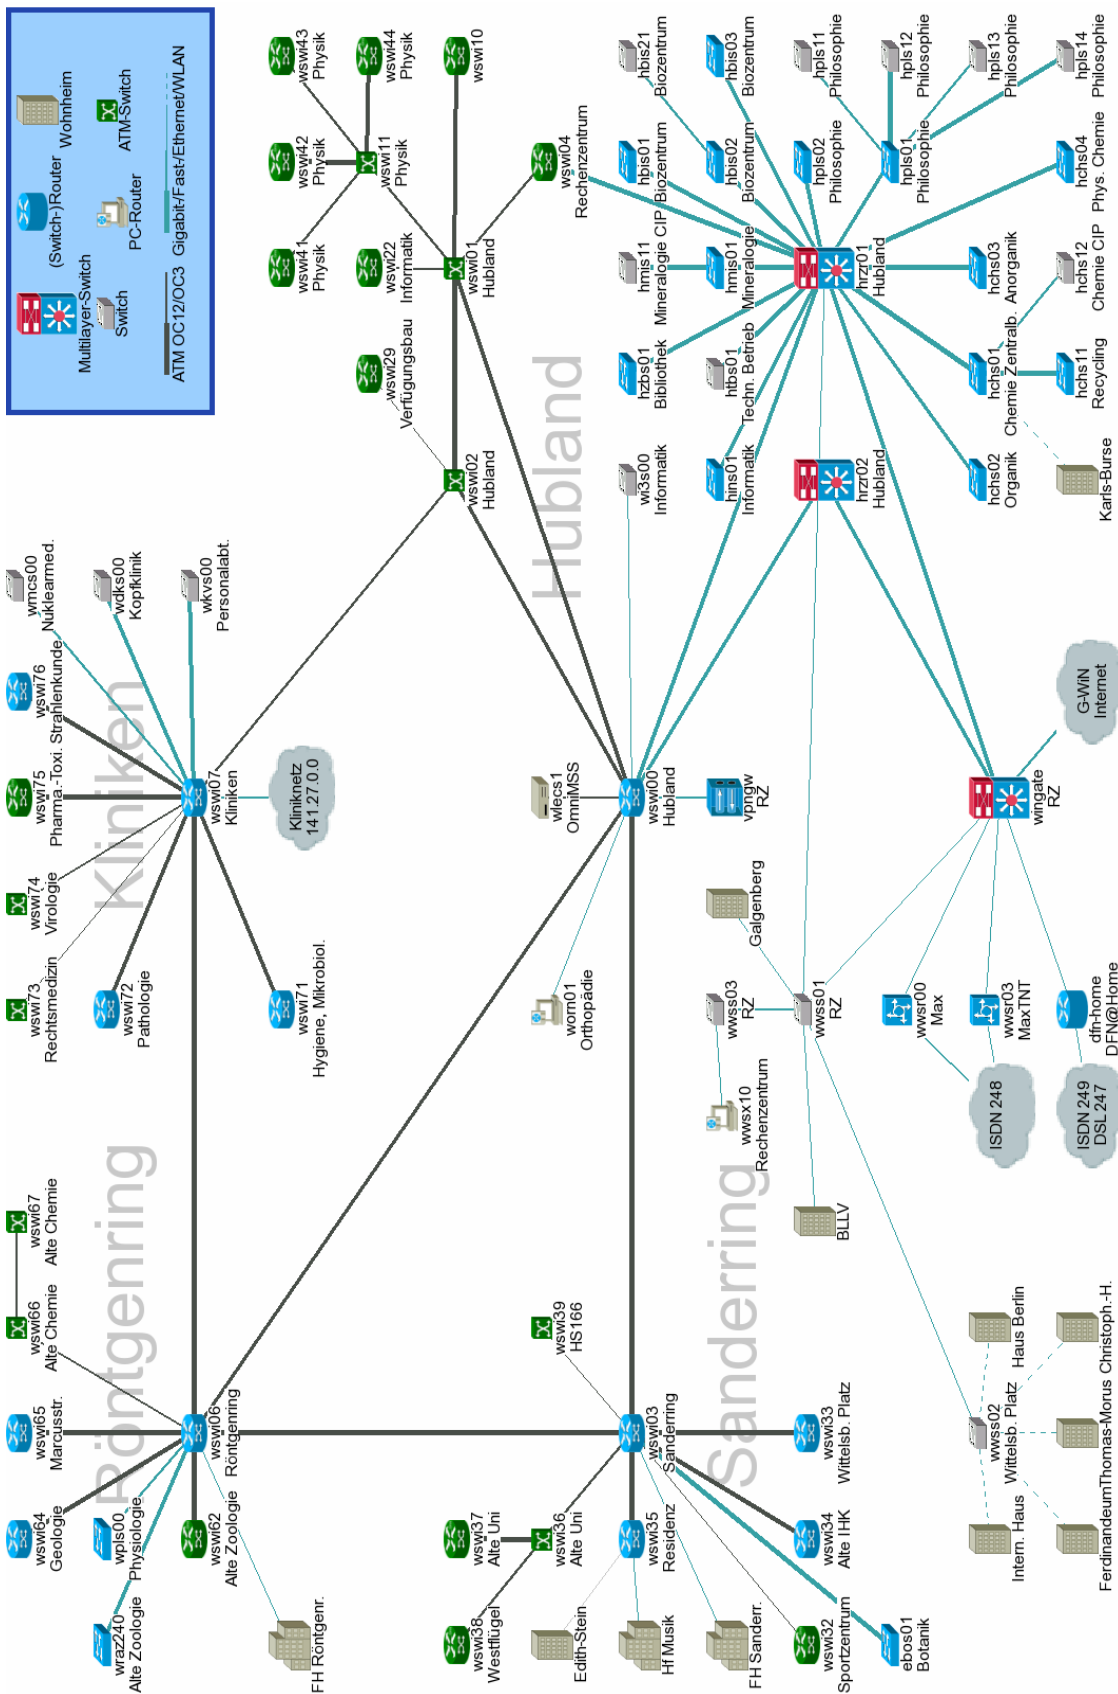 wswi64
Geologie
wswi65
Marcusstr.
wswi66
Alte Chemie
wswi67
Alte Chemie
wswi73
Rechtsmedizin
wswi74
Virologie
wswi75
Pharma.-Toxi.
wswi76
Strahlenkunde
wmcs00
Nuklearmed.
Multilayer-Switch
(Switch-)Router
Wohnheim
Switch
PC-Router
ATM-Switch
ATM OC12/OC3
Gigabit-/Fast-/Ethernet/WLAN
wraz240
Alte Zoologie
wpls00
Physiologie
Röntgenring
wswi72
Pathologie
Kliniken
wdks00
Kopfklinik
wswi62
Alte Zoologie
wswi06
Röntgenring
wswi07
Kliniken
wkvs00
Personalabt.
FH Röntgenr.
wswi71
Hygiene, Mikrobiol.
Kliniknetz
141.27.0.0
wswi41
Physik
wswi42
Physik
wswi43
Physik
wswi29
Verfügungsbau
wswi22
Informatik
wswi11
Physik
wswi44
Physik
wswi38
Westflügel
wswi37
Alte Uni
wswi02
Hubland
wswi01
Hubland
wswi10
Edith-Stein
wswi36
Alte Uni
wswi39
HS166
wom01
Orthopädie
wlecs1
OmniMSS
Hubland
wswi04
Rechenzentrum
Hf Musik
wswi35
Residenz
wswi03
Sanderring
wswi00
Hubland
wi3s00
Informatik
hzbs01
Bibliothek
hmis11
Mineralogie CIP
hbis01
Biozentrum
hbis21
Biozentrum
FH Sanderr.
Sanderring
wwsx10
Rechenzentrum
wwss03
RZ
Galgenberg
vpngw
RZ
hins01
Informatik
htbs01
Techn. Betrieb
hmis01
Mineralogie
hbis02
Biozentrum
hbis03
Biozentrum
wswi32
Sportzentrum
wswi34
Alte IHK
wswi33
Wittelsb. Platz
BLLV
wwss01
RZ
hrzr02
Hubland
hrzr01
Hubland
hpls02
Philosophie
hpls11
Philosophie
ebos01
Botanik
wwsr00
Max
hpls01
Philosophie
hpls12
Philosophie
Intern. Haus
wwss02
Wittelsb. Platz
Haus Berlin
ISDN 248
wwsr03
MaxTNT
wingate
RZ
hchs02
Organik
hchs01
Chemie Zentralb.
hchs03
Anorganik
hpls13
Philosophie
Ferdinandeum
Thomas-Morus
Christoph.-H.
ISDN 249
DSL 247
dfn-home
DFN@Home
G-WiN
Internet
Karls-Burse
hchs11
Recycling
hchs12
Chemie CIP
hchs04
Phys. Chemie
hpls14
Philosophie